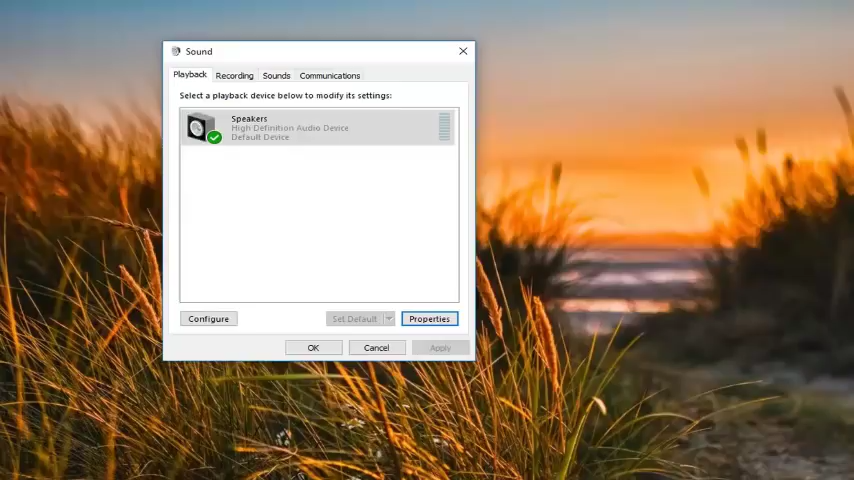 Sound
Playback Recording Sounds Communications
Select a playback device below to modify its settings:
Speakers
High Definition Audio Device
Default Device
Configure Set Default Properties
OK Cancel Apply